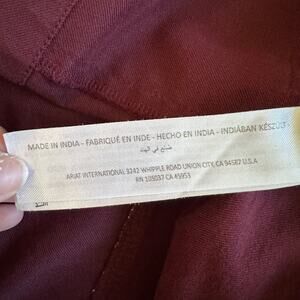 MADE IN INDIA - FABRIQUÉ EN INDE - HECHO EN INDIA - INDIÁBAN KÉSZÜLT -
صنع في الهند
ARIAT INTERNATIONAL 3242 WHIPPLE ROAD UNION CITY, CA 94587 U.S.A
RN 105037 CA 45953